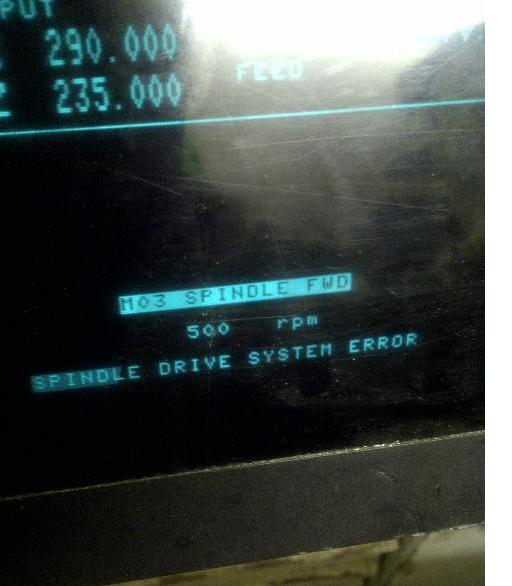 PUT
290.000
FEED
Z 235.000
M03 SPINDLE FWD
500 rpm
SPINDLE DRIVE SYSTEM ERROR